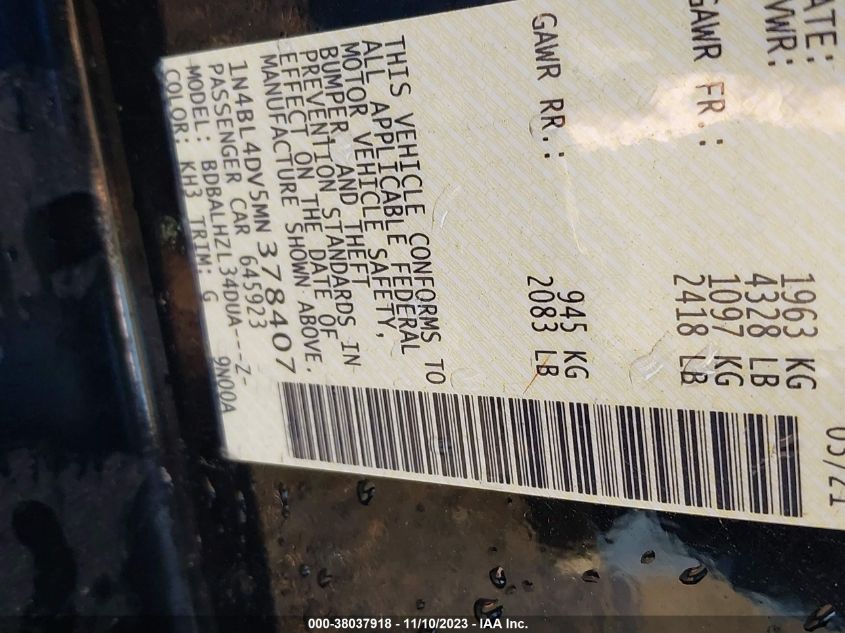 ATE:
05/21
VWR:
1963 KG
4328 LB
GAWR FR.:
1097 KG
2418 LB
GAWR RR.:
945 KG
2083 LB
THIS VEHICLE CONFORMS TO
ALL APPLICABLE FEDERAL
MOTOR VEHICLE SAFETY,
BUMPER, AND THEFT
PREVENTION STANDARDS IN
EFFECT ON THE DATE OF
MANUFACTURE SHOWN ABOVE.
1N4BL4DV5MN378407
PASSENGER CAR 645923
MODEL: BDBALHZL34DUA---Z-
COLOR: KH3 TRIM: G 9N00A
000-38037918 - 11/10/2023 - IAA Inc.